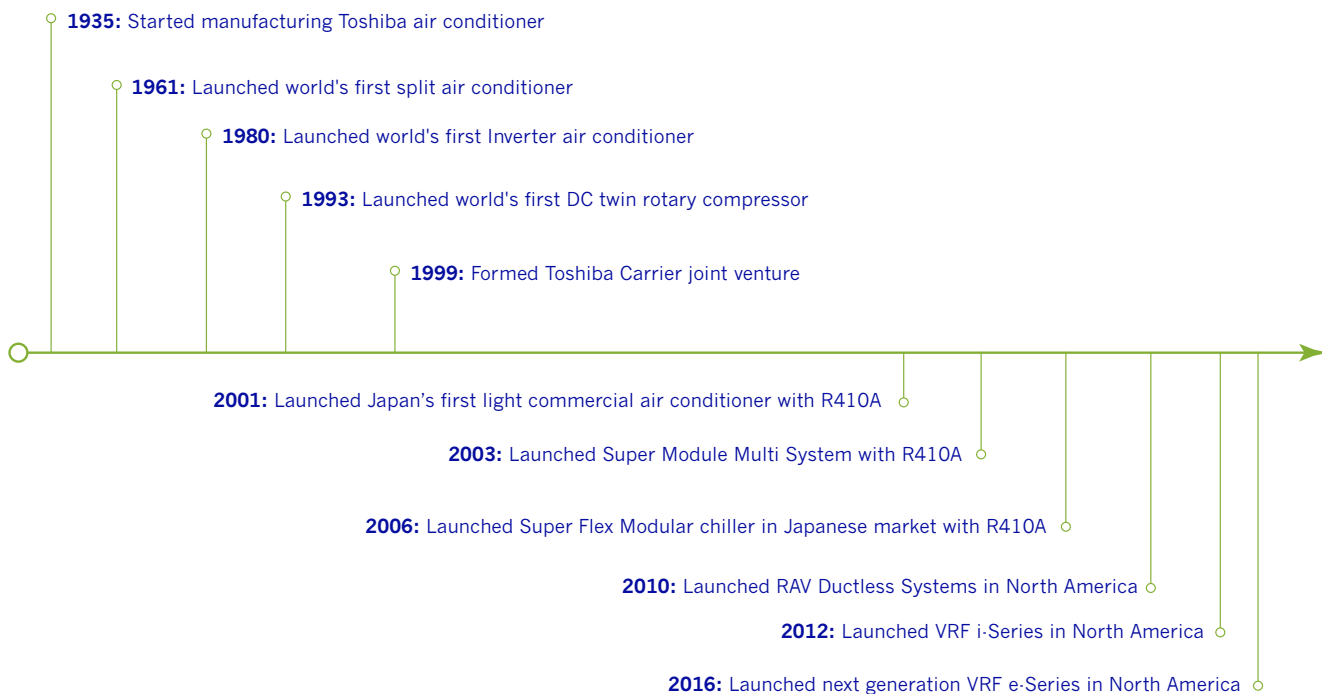 1935: Started manufacturing Toshiba air conditioner
1961: Launched world's first split air conditioner
1980: Launched world's first Inverter air conditioner
1993: Launched world's first DC twin rotary compressor
1999: Formed Toshiba Carrier joint venture
2001: Launched Japan’s first light commercial air conditioner with R410A
2003: Launched Super Module Multi System with R410A
2006: Launched Super Flex Modular chiller in Japanese market with R410A
2010: Launched RAV Ductless Systems in North America
2012: Launched VRF i-Series in North America
2016: Launched next generation VRF e-Series in North America